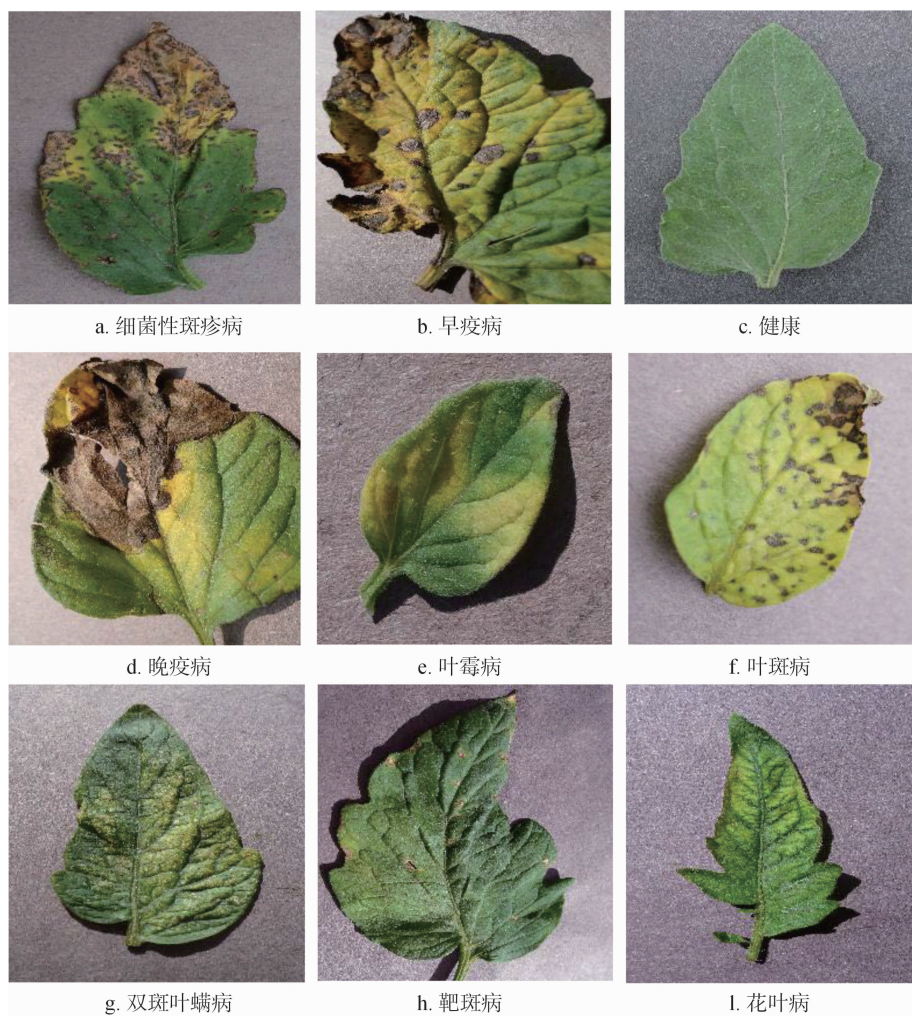 a. 细菌性斑疹病
b. 早疫病
c. 健康
d. 晚疫病
e. 叶霉病
f. 叶斑病
g. 双斑叶螨病
h. 靶斑病
l. 花叶病